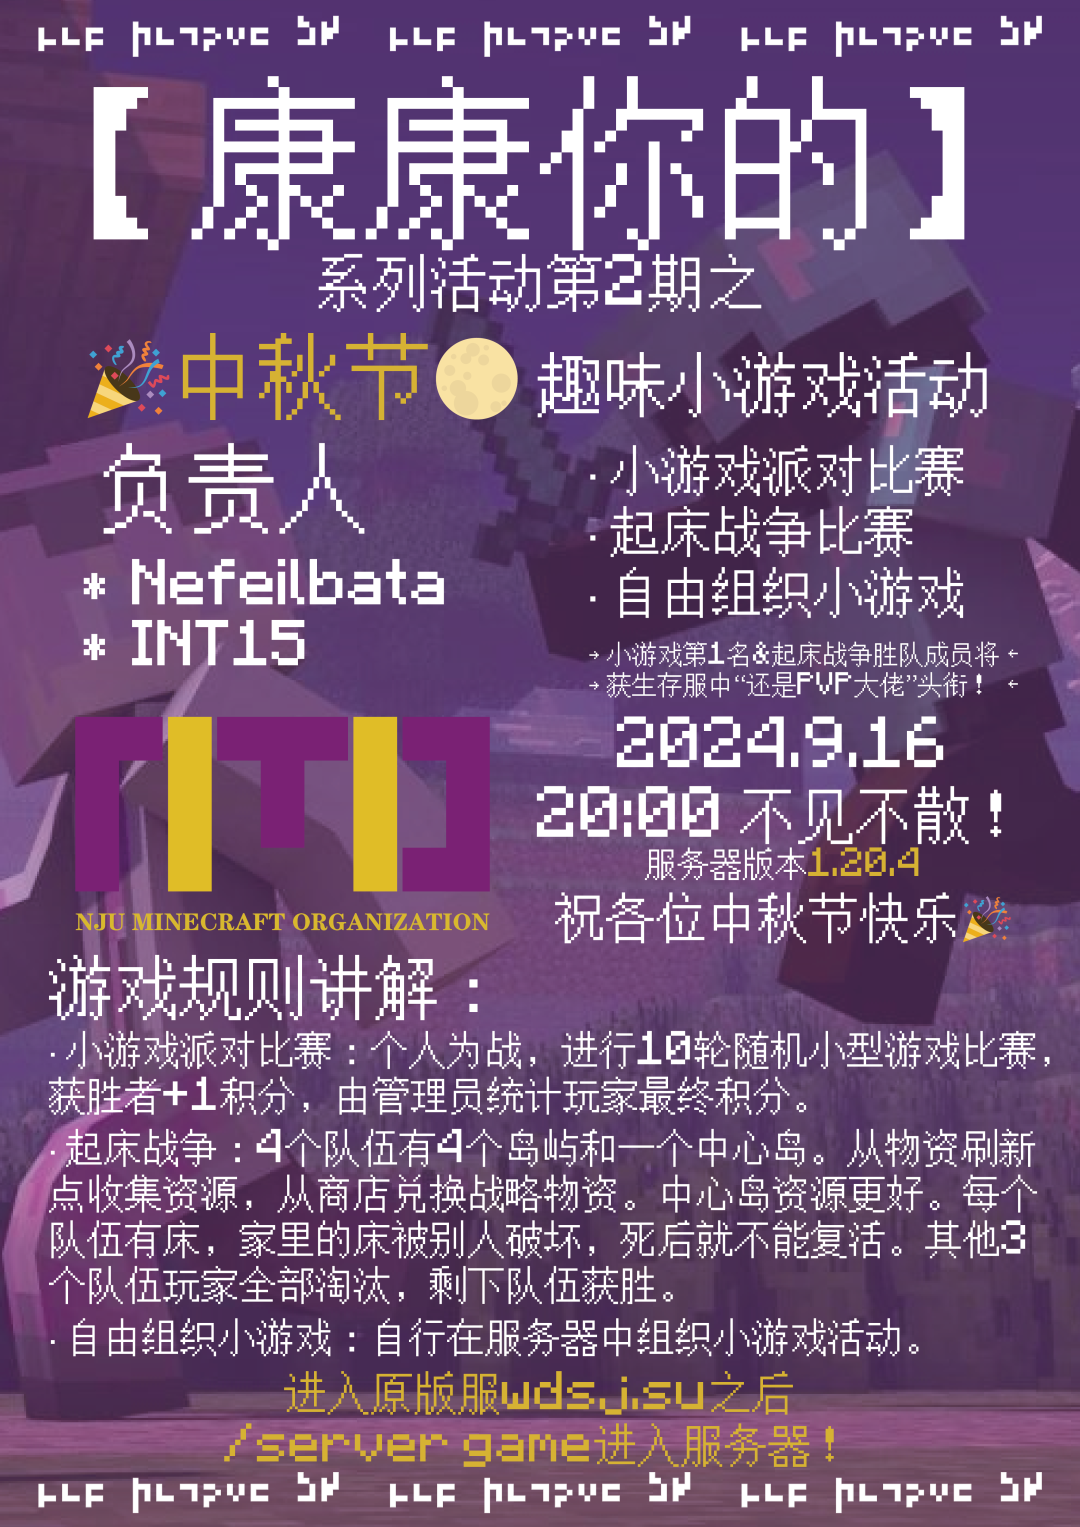 【康康你的】
系列活动第2期之
🎉中秋节🌕趣味小游戏活动
负责人
* Nefeilbata
* INT15
· 小游戏派对比赛
· 起床战争比赛
· 自由组织小游戏
→ 小游戏第1名&起床战争胜队成员将 ←
→ 获生存服中“还是PVP大佬”头衔！ ←
2024.9.16
20:00 不见不散！
服务器版本1.20.4
祝各位中秋节快乐🎉
NJU MINECRAFT ORGANIZATION
游戏规则讲解：
· 小游戏派对比赛：个人为战，进行10轮随机小型游戏比赛，
获胜者+1积分，由管理员统计玩家最终积分。
· 起床战争：4个队伍有4个岛屿和一个中心岛。从物资刷新
点收集资源，从商店兑换战略物资。中心岛资源更好。每个
队伍有床，家里的床被别人破坏，死后就不能复活。其他3
个队伍玩家全部淘汰，剩下队伍获胜。
· 自由组织小游戏：自行在服务器中组织小游戏活动。
进入原版服wds.j.su之后
/server game进入服务器！